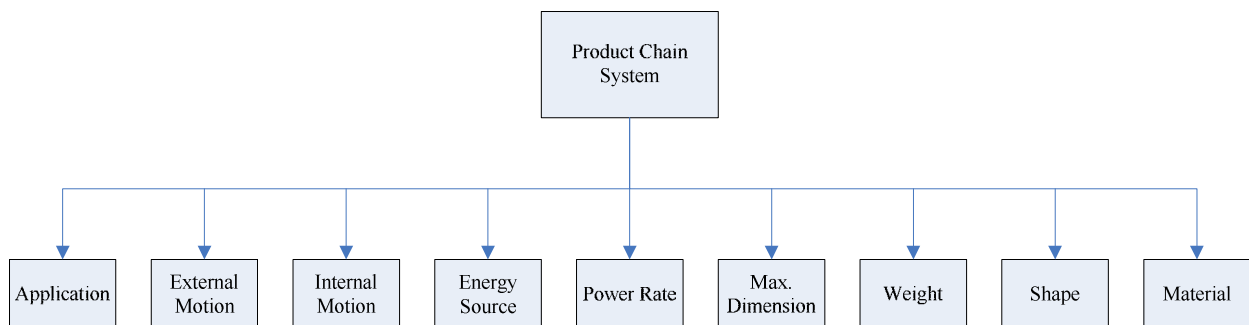 Product Chain
System
Application
External
Motion
Internal
Motion
Energy
Source
Power Rate
Max.
Dimension
Weight
Shape
Material